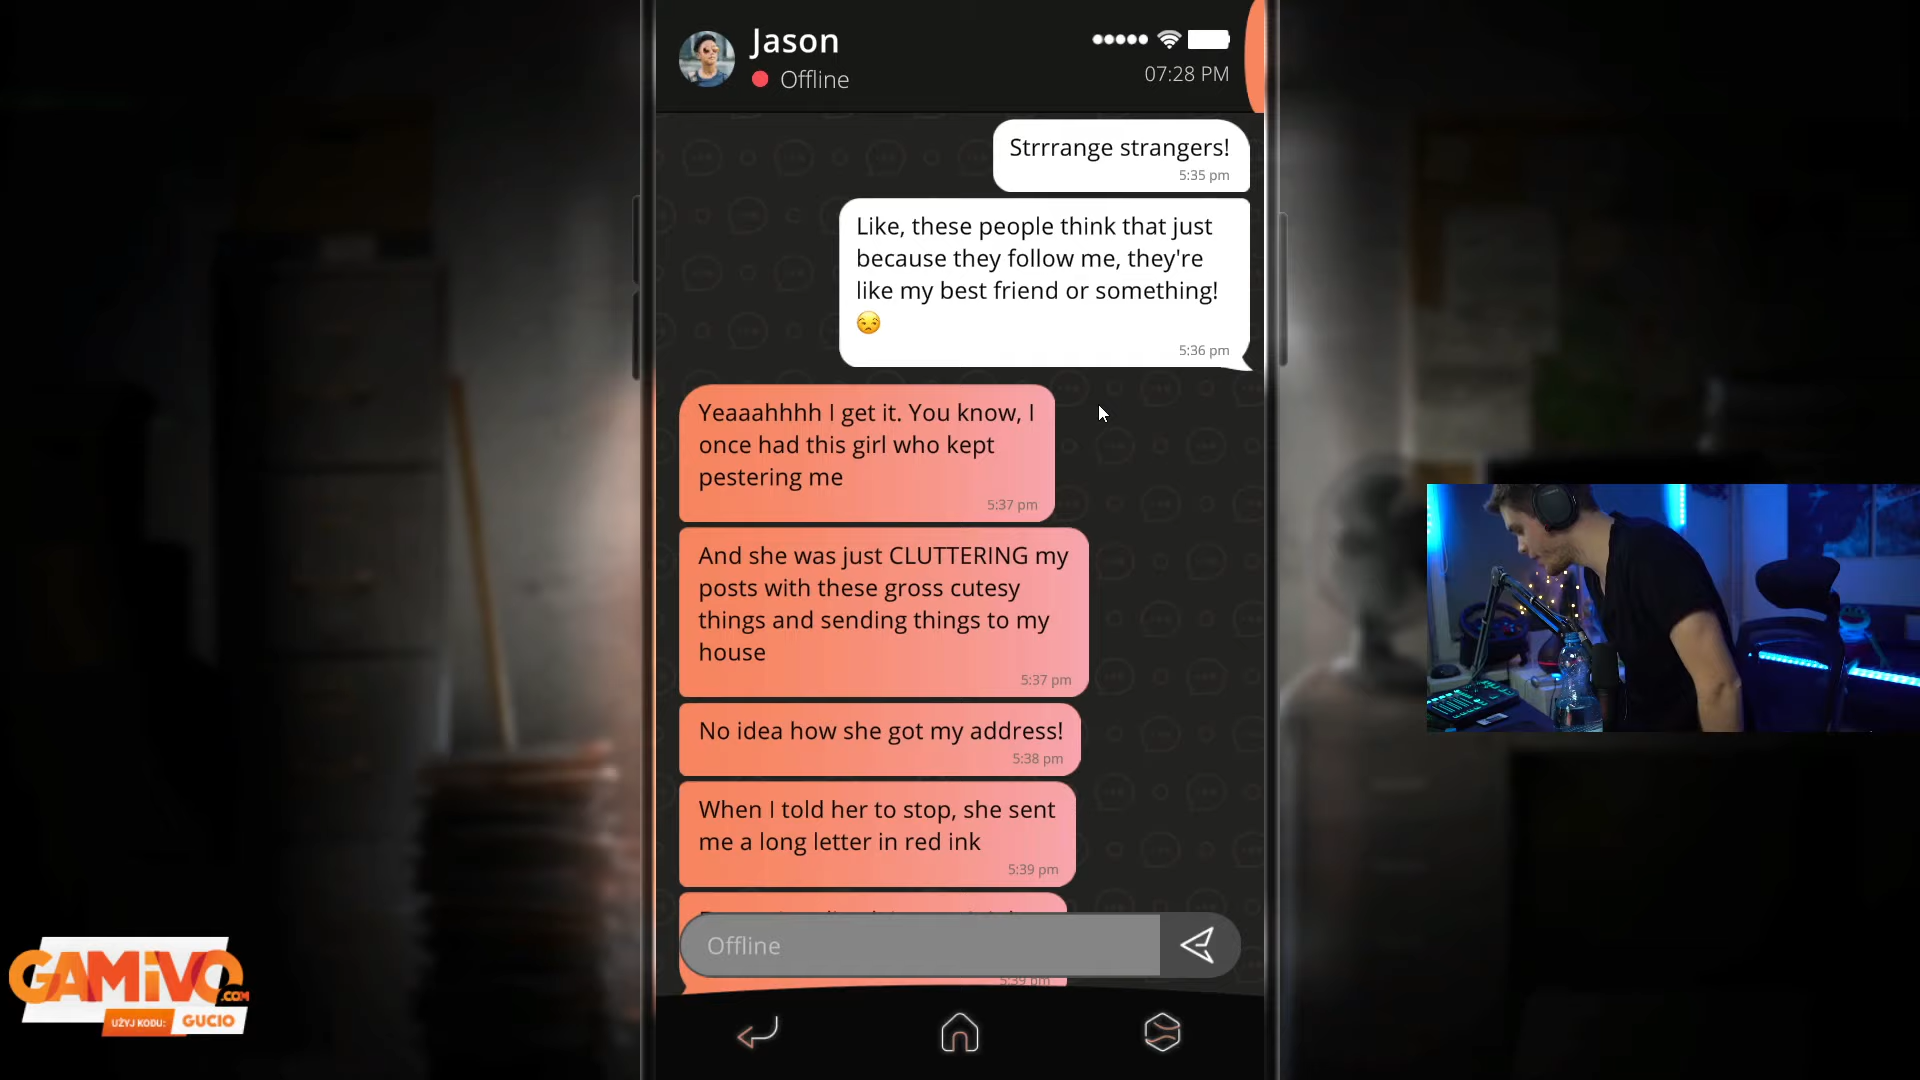 Jason
Offline
07:28 PM
Strrrange strangers!
5:35 pm
Like, these people think that just
because they follow me, they're
like my best friend or something!
😒
5:36 pm
Yeaaahhhh I get it. You know, I
once had this girl who kept
pestering me
5:37 pm
And she was just CLUTTERING my
posts with these gross cutesy
things and sending things to my
house
5:37 pm
No idea how she got my address!
5:38 pm
When I told her to stop, she sent
me a long letter in red ink
5:39 pm
Offline
5:39 pm
GAMiVO
.COM
UŻYJ KODU: GUCIO